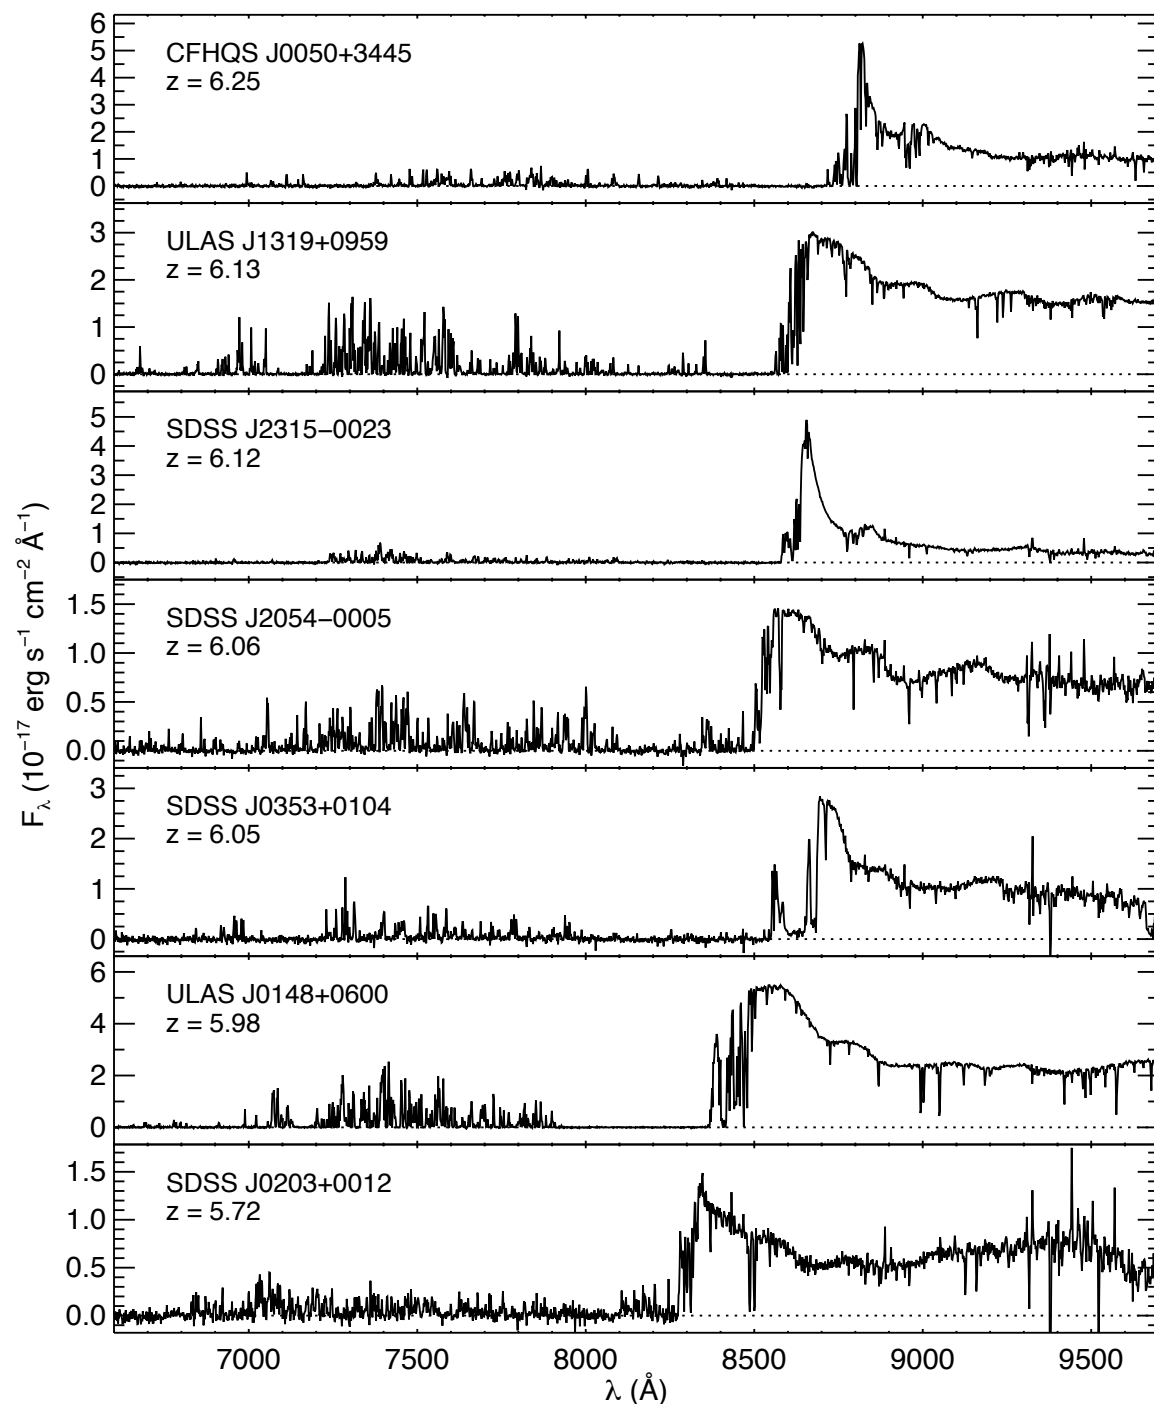 6
5
4
3
2
1
0
CFHQS J0050+3445
z = 6.25
3
2
1
0
ULAS J1319+0959
z = 6.13
5
4
3
2
1
0
SDSS J2315−0023
z = 6.12
1.5
1.0
0.5
0.0
SDSS J2054−0005
z = 6.06
3
2
1
0
SDSS J0353+0104
z = 6.05
6
4
2
0
ULAS J0148+0600
z = 5.98
1.5
1.0
0.5
0.0
SDSS J0203+0012
z = 5.72
F_λ (10⁻¹⁷ erg s⁻¹ cm⁻² Å⁻¹)
7000 7500 8000 8500 9000 9500
λ (Å)